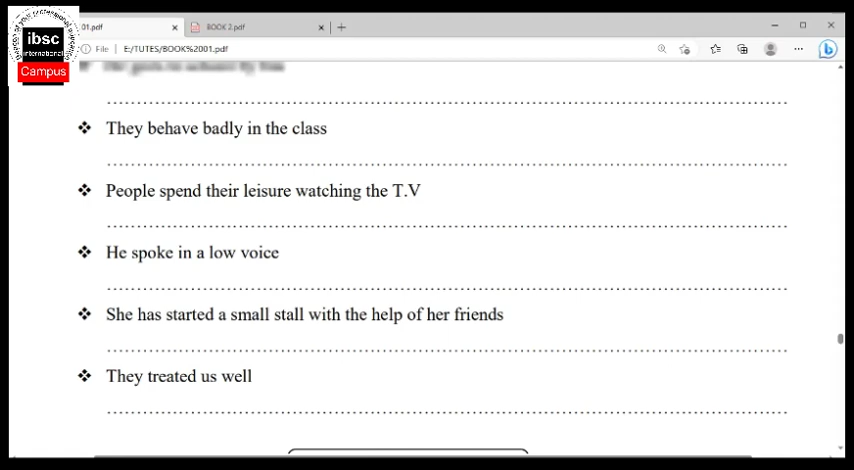 01.pdf
BOOK 2.pdf
ibsc
international
Campus
File
E:/TUTES/BOOK%2001.pdf
They behave badly in the class
People spend their leisure watching the T.V
He spoke in a low voice
She has started a small stall with the help of her friends
They treated us well